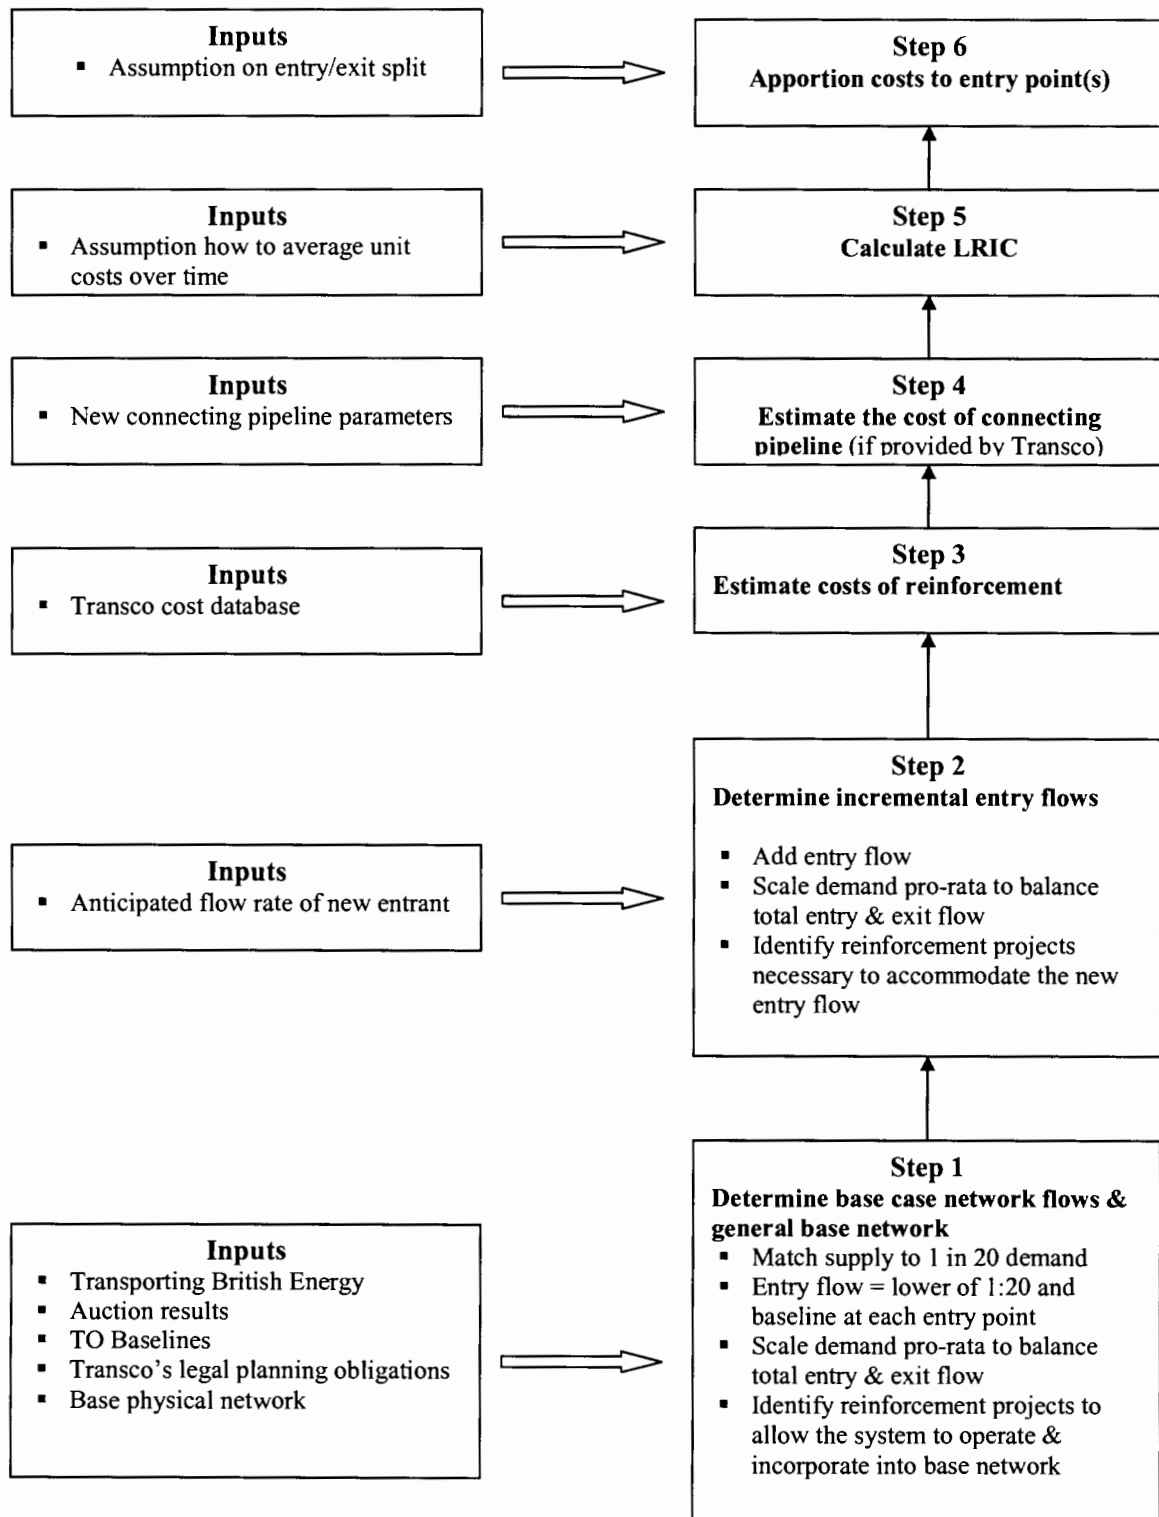 Inputs
▪ Assumption on entry/exit split
Step 6
Apportion costs to entry point(s)
Inputs
▪ Assumption how to average unit
costs over time
Step 5
Calculate LRIC
Inputs
▪ New connecting pipeline parameters
Step 4
Estimate the cost of connecting
pipeline (if provided by Transco)
Inputs
▪ Transco cost database
Step 3
Estimate costs of reinforcement
Inputs
▪ Anticipated flow rate of new entrant
Step 2
Determine incremental entry flows
▪ Add entry flow
▪ Scale demand pro-rata to balance
total entry & exit flow
▪ Identify reinforcement projects
necessary to accommodate the new
entry flow
Inputs
▪ Transporting British Energy
▪ Auction results
▪ TO Baselines
▪ Transco's legal planning obligations
▪ Base physical network
Step 1
Determine base case network flows &
general base network
▪ Match supply to 1 in 20 demand
▪ Entry flow = lower of 1:20 and
baseline at each entry point
▪ Scale demand pro-rata to balance
total entry & exit flow
▪ Identify reinforcement projects to
allow the system to operate &
incorporate into base network